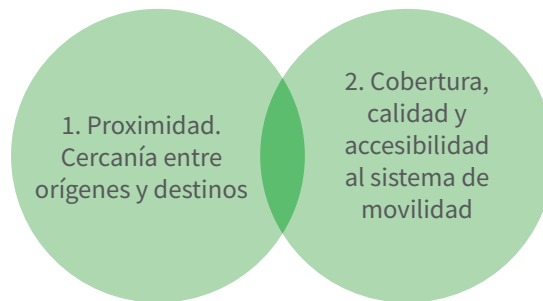 1. Proximidad.
Cercanía entre
orígenes y destinos
2. Cobertura,
calidad y
accesibilidad
al sistema de
movilidad